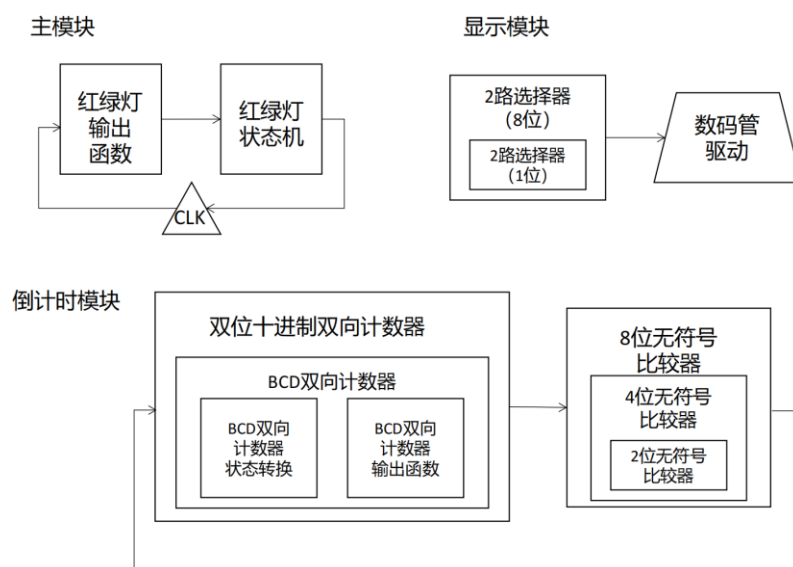 主模块
红绿灯
输出
函数
红绿灯
状态机
CLK
显示模块
2路选择器
（8位）
2路选择器
（1位）
数码管
驱动
倒计时模块
双位十进制双向计数器
BCD双向计数器
BCD双向
计数器
状态转换
BCD双向
计数器
输出函数
8位无符号
比较器
4位无符号
比较器
2位无符号
比较器